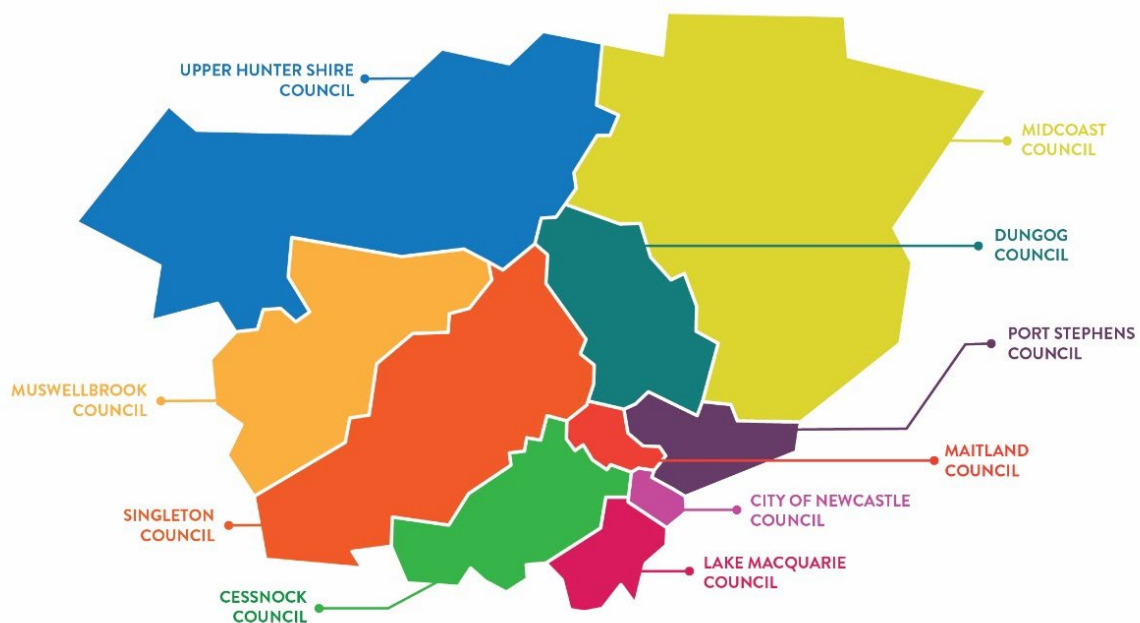 UPPER HUNTER SHIRE
COUNCIL
MIDCOAST
COUNCIL
DUNGOG
COUNCIL
PORT STEPHENS
COUNCIL
MUSWELLBROOK
COUNCIL
MAITLAND
COUNCIL
CITY OF NEWCASTLE
COUNCIL
SINGLETON
COUNCIL
LAKE MACQUARIE
COUNCIL
CESSNOCK
COUNCIL